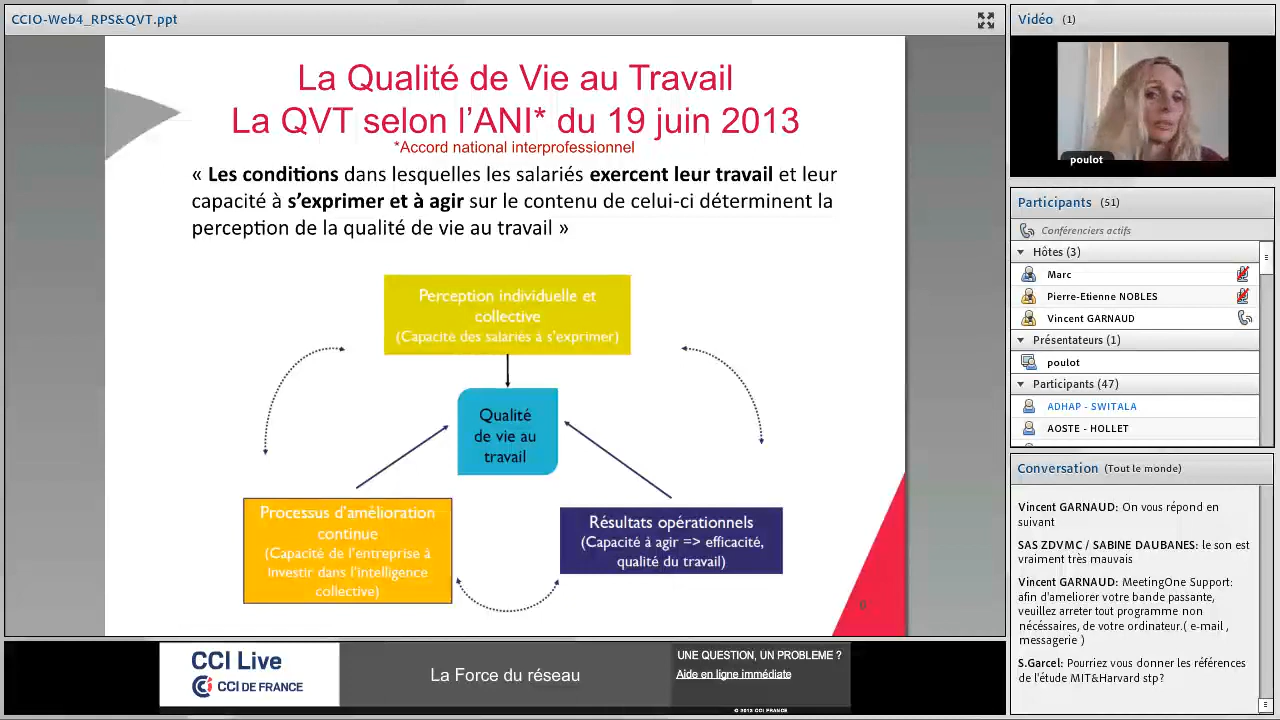 CCIO-Web4_RPS&QVT.ppt
La Qualité de Vie au Travail
La QVT selon l'ANI* du 19 juin 2013
*Accord national interprofessionnel
« Les conditions dans lesquelles les salariés exercent leur travail et leur
capacité à s'exprimer et à agir sur le contenu de celui-ci déterminent la
perception de la qualité de vie au travail »
Perception individuelle et
collective
(Capacité des salariés à s'exprimer)
Qualité
de vie au
travail
Processus d'amélioration
continue
(Capacité de l'entreprise à
investir dans l'intelligence
collective)
Résultats opérationnels
(Capacité à agir => efficacité,
qualité du travail)
CCI Live
CCI DE FRANCE
La Force du réseau
UNE QUESTION, UN PROBLEME ?
Aide en ligne immédiate
© 2013 CCI FRANCE
Vidéo (1)
poulot
Participants (51)
Conférenciers actifs
Hôtes (3)
Marc
Pierre-Etienne NOBLES
Vincent GARNAUD
Présentateurs (1)
poulot
Participants (47)
ADHAP - SWITALA
AOSTE - HOLLET
Conversation (Tout le monde)
Vincent GARNAUD: On vous répond en
suivant
SAS ZDVMC / SABINE DAUBANES: le son est
vraiment très mauvais
Vincent GARNAUD: MeetingOne Support:
afin d'ameliorer votre bande passante,
veuillez arreter tout programme non
nécéssaires, de votre ordinateur.( e-mail ,
messagerie )
S.Garcel: Pourriez vous donner les références
de l'étude MIT&Harvard stp?